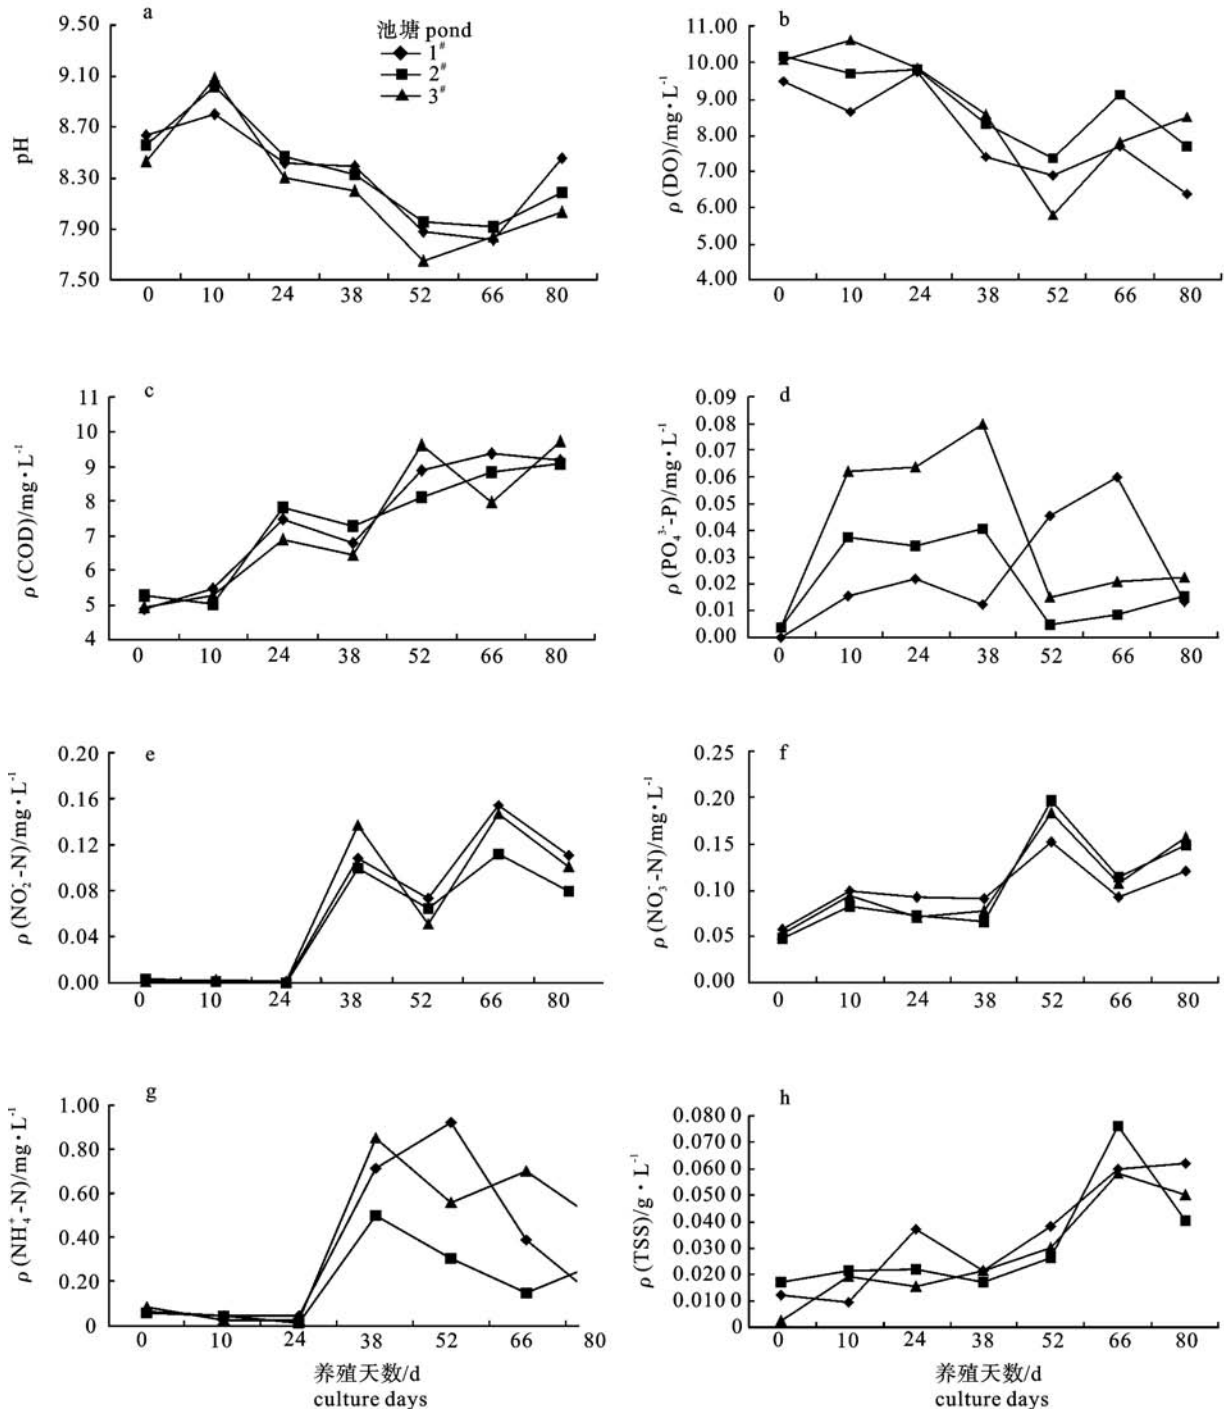 a
池塘 pond
1#
2#
3#
pH
9.50
9.10
8.70
8.30
7.90
7.50
0 10 24 38 52 66 80
b
ρ(DO)/mg·L⁻¹
11.00
10.00
9.00
8.00
7.00
6.00
5.00
4.00
0 10 24 38 52 66 80
c
ρ(COD)/mg·L⁻¹
11
10
9
8
7
6
5
4
0 10 24 38 52 66 80
d
ρ(PO₄³⁻-P)/mg·L⁻¹
0.09
0.08
0.06
0.04
0.03
0.02
0.01
0.00
0 10 24 38 52 66 80
e
ρ(NO₂⁻-N)/mg·L⁻¹
0.20
0.16
0.12
0.08
0.04
0.00
0 10 24 38 52 66 80
f
ρ(NO₃⁻-N)/mg·L⁻¹
0.25
0.20
0.15
0.10
0.05
0.00
0 10 24 38 52 66 80
g
ρ(NH₄⁺-N)/mg·L⁻¹
1.00
0.80
0.60
0.40
0.20
0
0 10 24 38 52 66 80
养殖天数/d
culture days
h
ρ(TSS)/g·L⁻¹
0.080 0
0.070 0
0.060 0
0.050 0
0.040 0
0.030 0
0.020 0
0.010 0
0
0 10 24 38 52 66 80
养殖天数/d
culture days